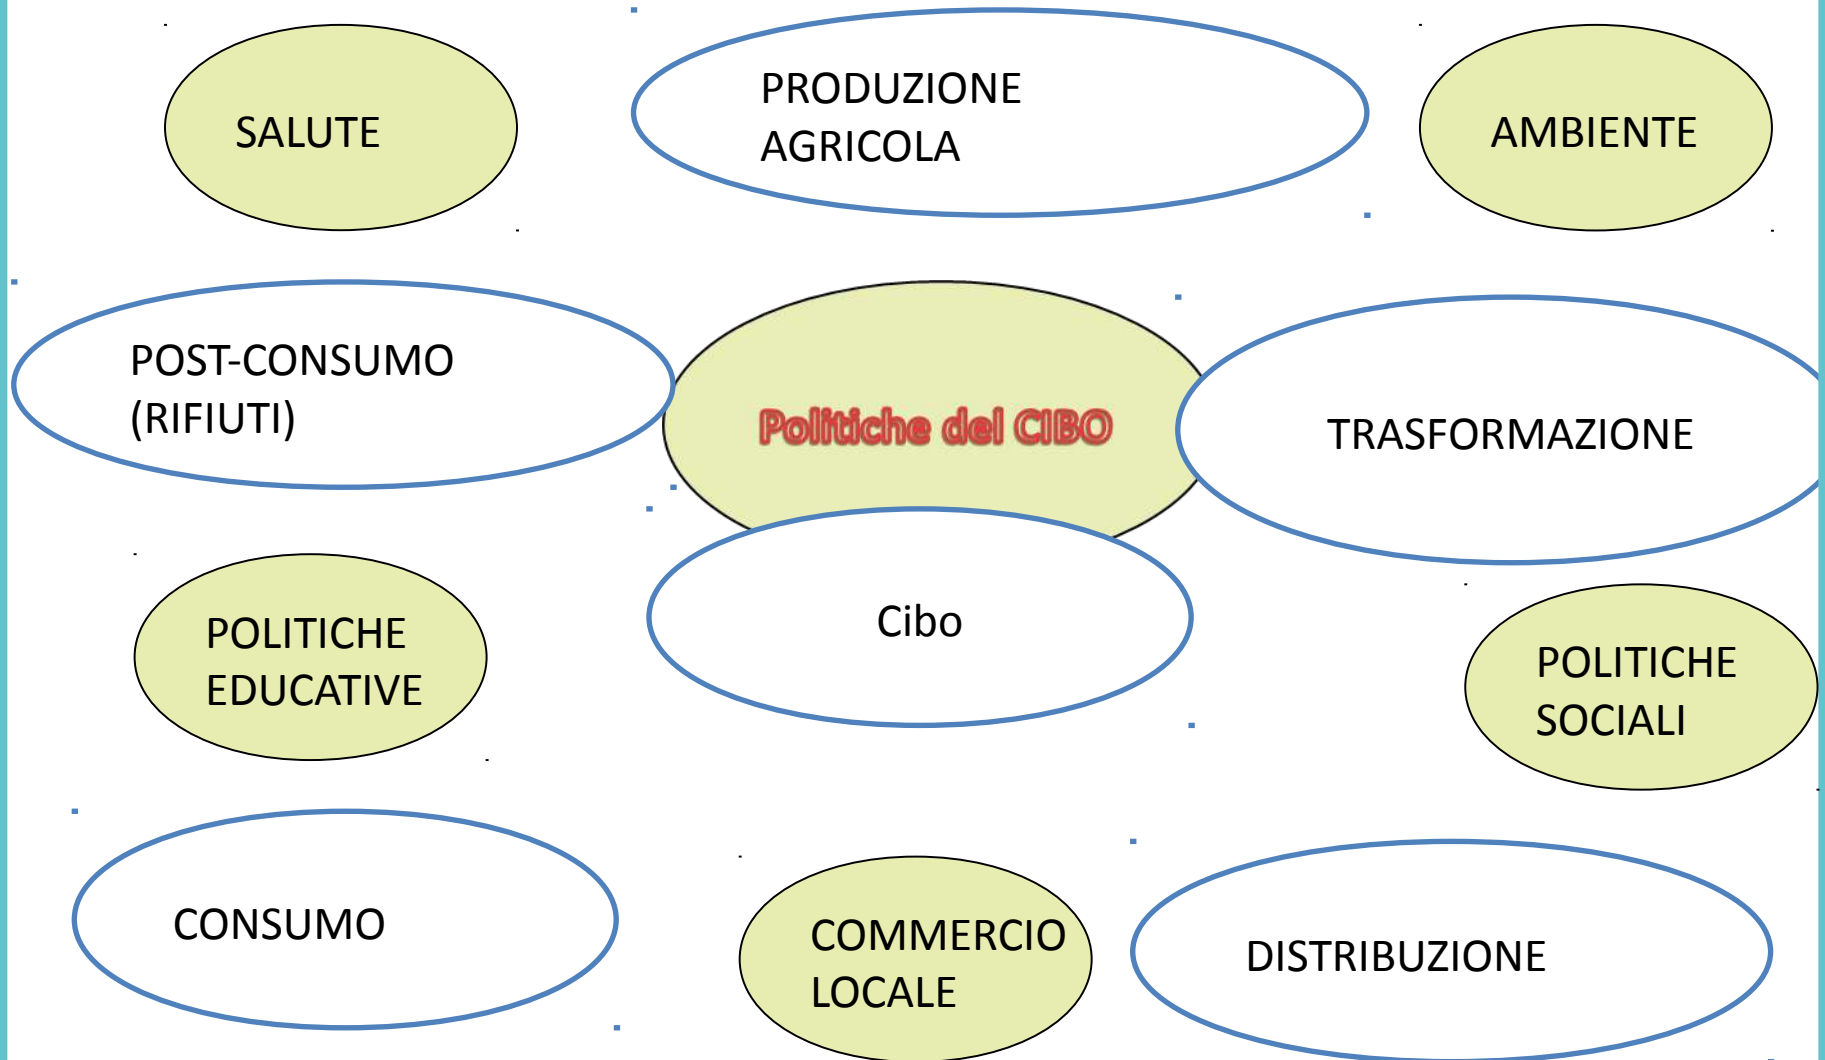 SALUTE
PRODUZIONE
AGRICOLA
AMBIENTE
POST-CONSUMO
(RIFIUTI)
Politiche del CIBO
TRASFORMAZIONE
Cibo
POLITICHE
EDUCATIVE
POLITICHE
SOCIALI
CONSUMO
COMMERCIO
LOCALE
DISTRIBUZIONE